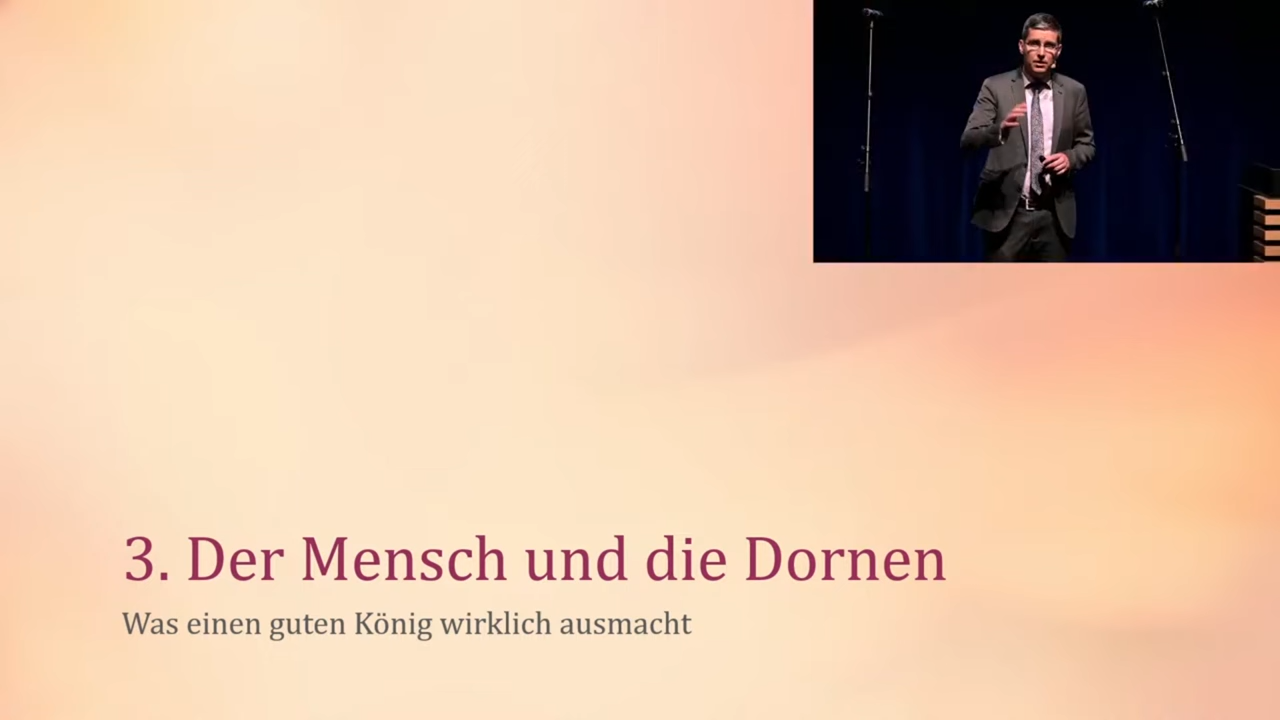 3. Der Mensch und die Dornen
Was einen guten König wirklich ausmacht